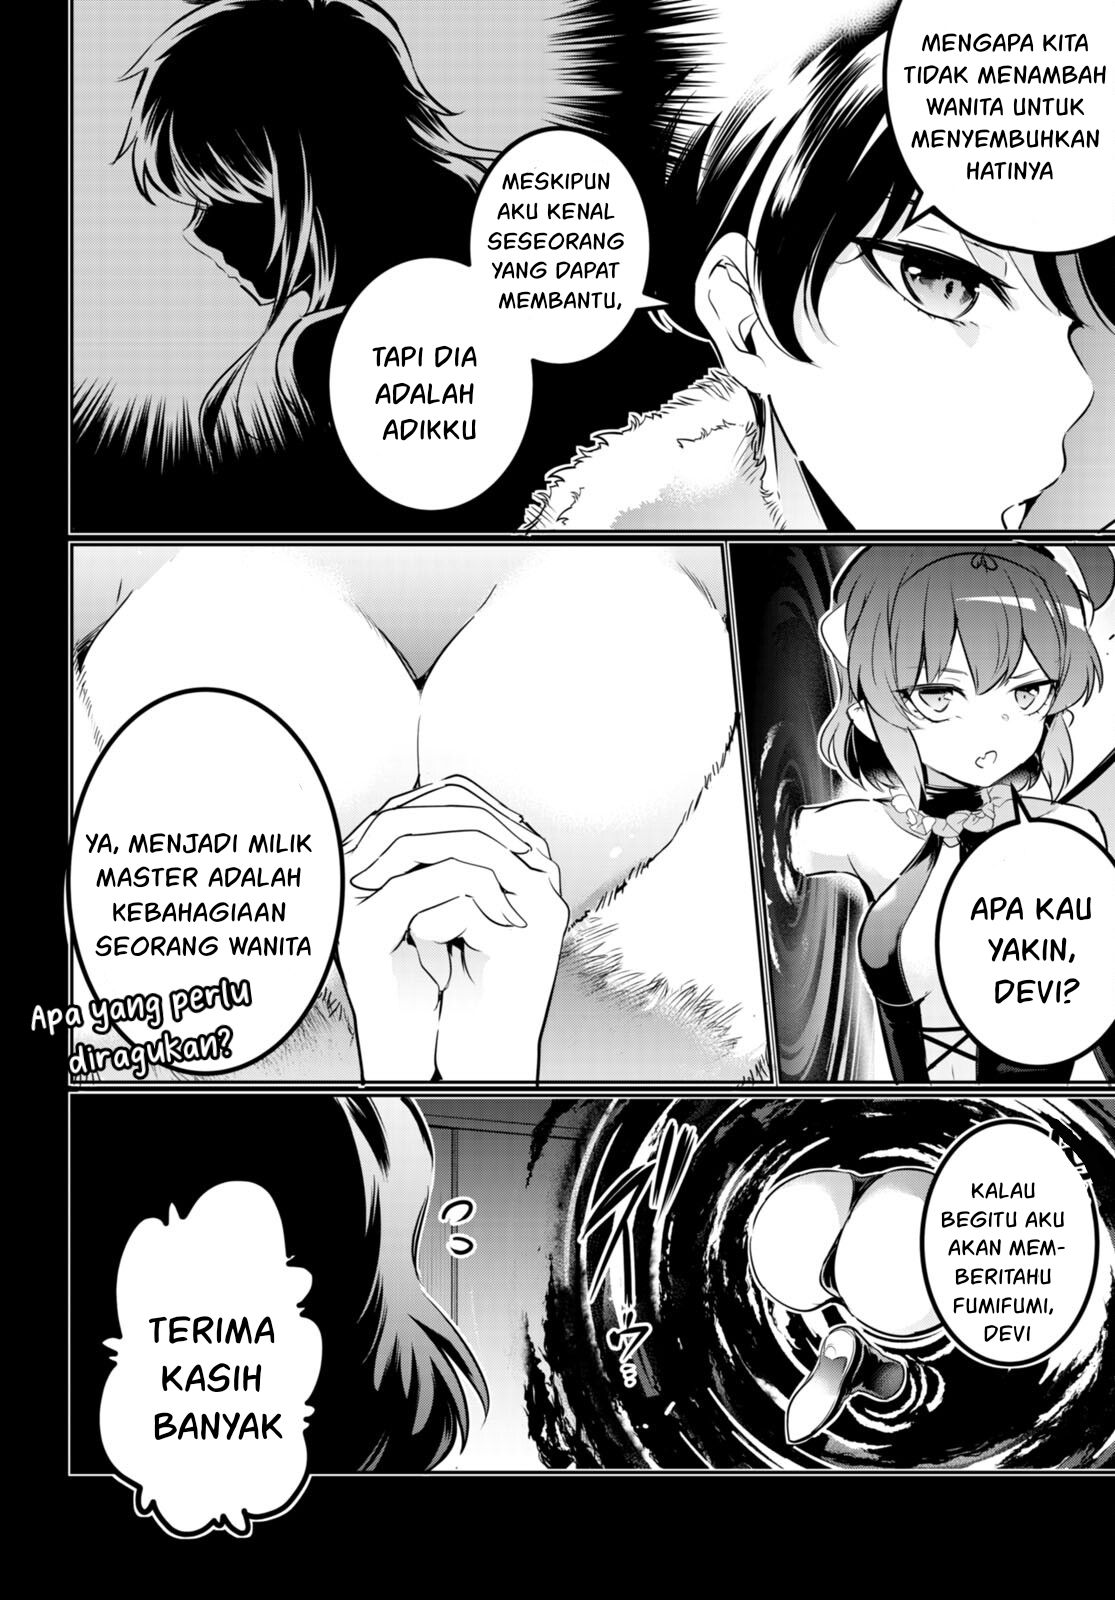 MENGAPA KITA
TIDAK MENAMBAH
WANITA UNTUK
MENYEMBUHKAN
HATINYA
MESKIPUN
AKU KENAL
SESEORANG
YANG DAPAT
MEMBANTU,
TAPI DIA
ADALAH
ADIKKU
APA KAU
YAKIN,
DEVI?
YA, MENJADI MILIK
MASTER ADALAH
KEBAHAGIAAN
SEORANG WANITA
Apa yang perlu
diragukan?
KALAU
BEGITU AKU
AKAN MEM-
BERITAHU
FUMIFUMI,
DEVI
TERIMA
KASIH
BANYAK